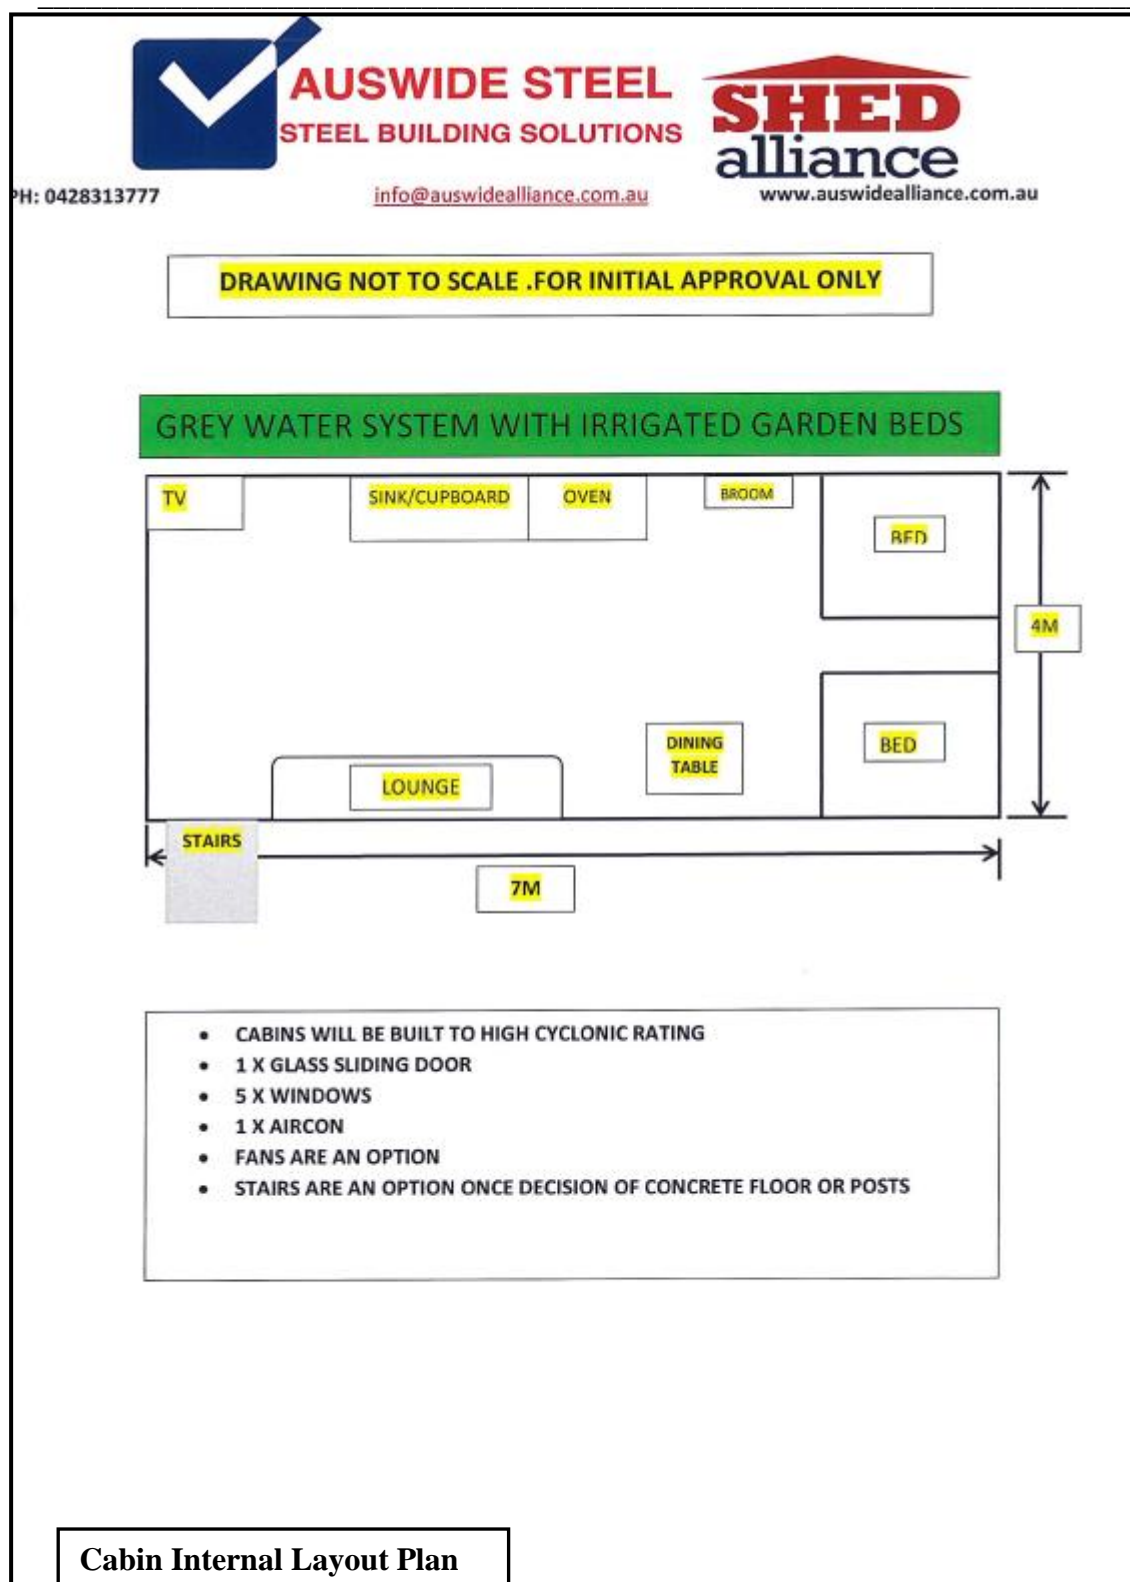 AUSWIDE STEEL
STEEL BUILDING SOLUTIONS
SHED
alliance
PH: 0428313777
info@auswidealliance.com.au
www.auswidealliance.com.au
DRAWING NOT TO SCALE .FOR INITIAL APPROVAL ONLY
GREY WATER SYSTEM WITH IRRIGATED GARDEN BEDS
TV
SINK/CUPBOARD
OVEN
BROOM
BED
4M
DINING
TABLE
BED
LOUNGE
STAIRS
7M
• CABINS WILL BE BUILT TO HIGH CYCLONIC RATING
• 1 X GLASS SLIDING DOOR
• 5 X WINDOWS
• 1 X AIRCON
• FANS ARE AN OPTION
• STAIRS ARE AN OPTION ONCE DECISION OF CONCRETE FLOOR OR POSTS
Cabin Internal Layout Plan